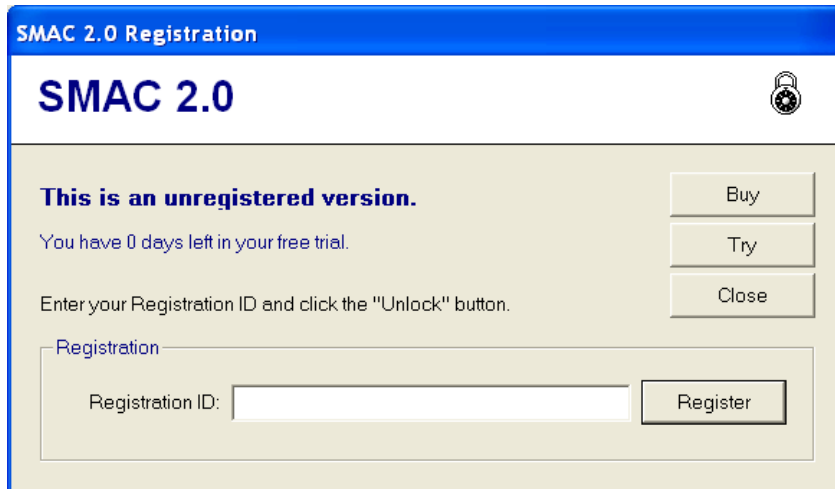 SMAC 2.0 Registration
SMAC 2.0
This is an unregistered version.
Buy
You have 0 days left in your free trial.
Try
Close
Enter your Registration ID and click the "Unlock" button.
Registration
Registration ID:
Register